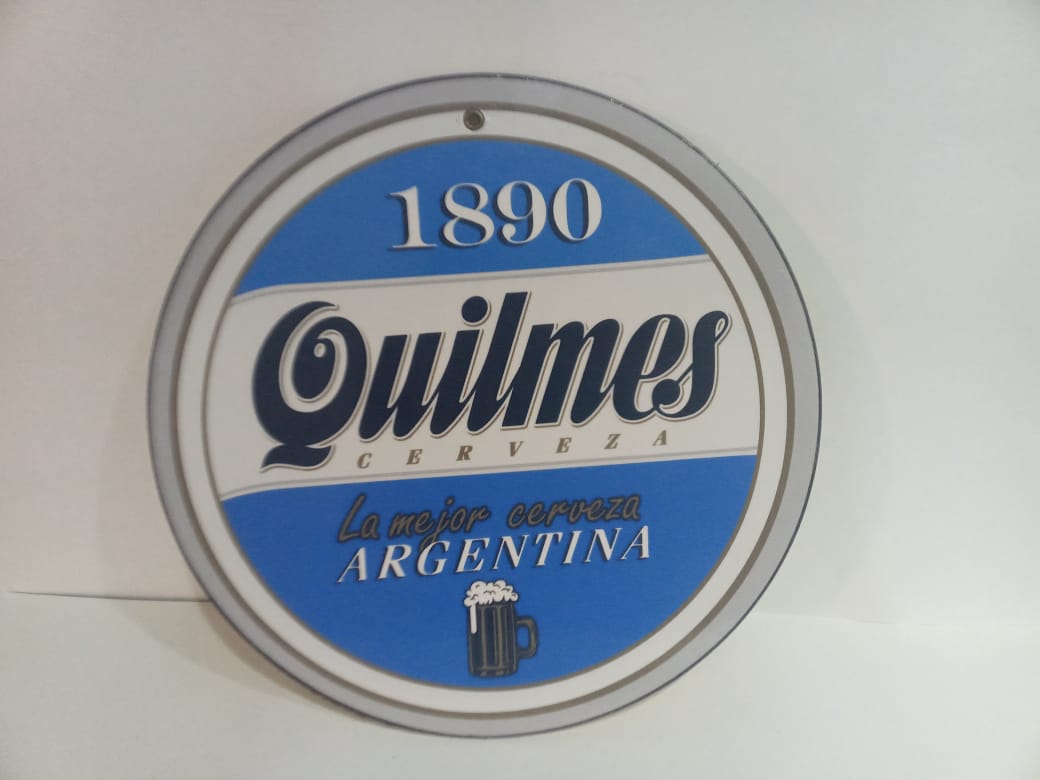 1890
Quilmes
CERVEZA
La mejor cerveza
ARGENTINA